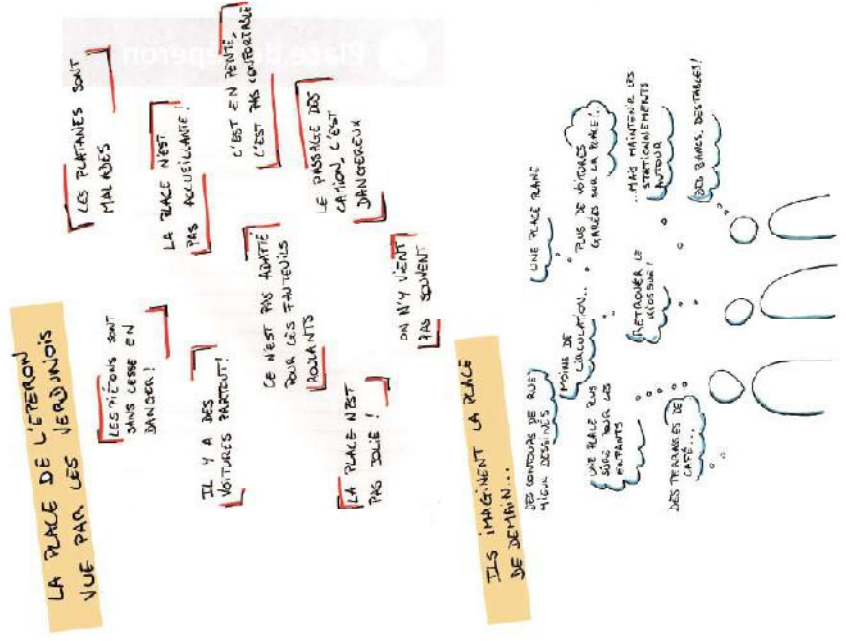 LA PLACE DE L'ÉPERON
VUE PAR LES VERDUNOIS
LES PIÉTONS SONT
SANS CESSE EN
DANGER!
LES PLATANES SONT
MALADES
IL Y A DES
VOITURES PARTOUT!
LA PLACE N'EST
PAS ACCUEILLANTE!
C'EST EN PENTE,
C'EST PAS CONFORTABLE
CE N'EST PAS ADAPTÉ
POUR LES FAUTEUILS
ROULANTS
LE PASSAGE DES
CAMION, C'EST
DANGEREUX
LA PLACE N'EST
PAS JOLIE !
ON N'Y VIENT
PAS SOUVENT
ILS IMAGINENT LA PLACE
DE DEMAIN...
DES CONTOURS DE RUE
MIEUX DESSINÉS
UNE PLACE PLANE
MOINS DE
CIRCULATION...
PLUS DE VOITURES
GARÉES SUR LA PLACE!...
UNE PLACE PLUS
SÛRE POUR LES
ENFANTS
RETROUVER LE
KIOSQUE!
...MAIS MAINTENIR LES
STATIONNEMENTS
AUTOUR
DES TERRASSES DE
CAFÉ...
DES BANCS, DES TABLES!